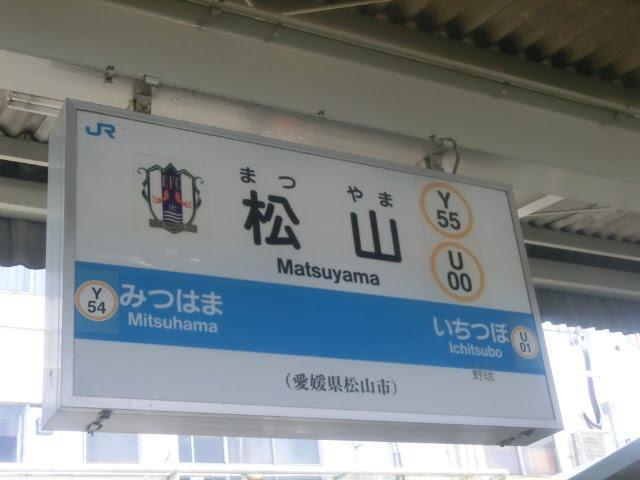 JR
EFC
まつ やま
松山
Matsuyama
Y
55
U
00
Y
54
みつはま
Mitsuhama
いちつぼ
Ichitsubo
U
01
野球
(愛媛県松山市)